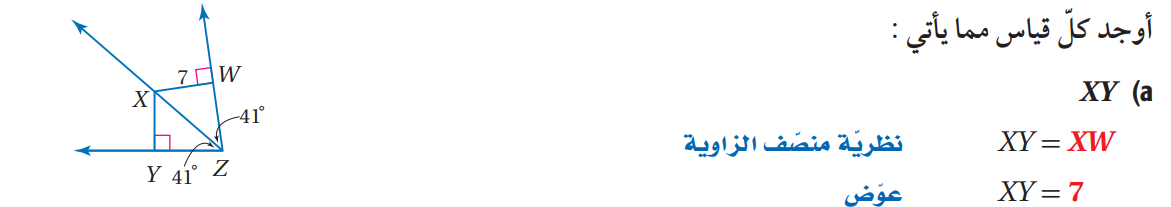 أوجد كلّ قياس مما يأتي :
XY (a
XY = XW نظريّة منصّف الزاوية
XY = 7 عوّض
7
W
X
41°
Y 41° Z